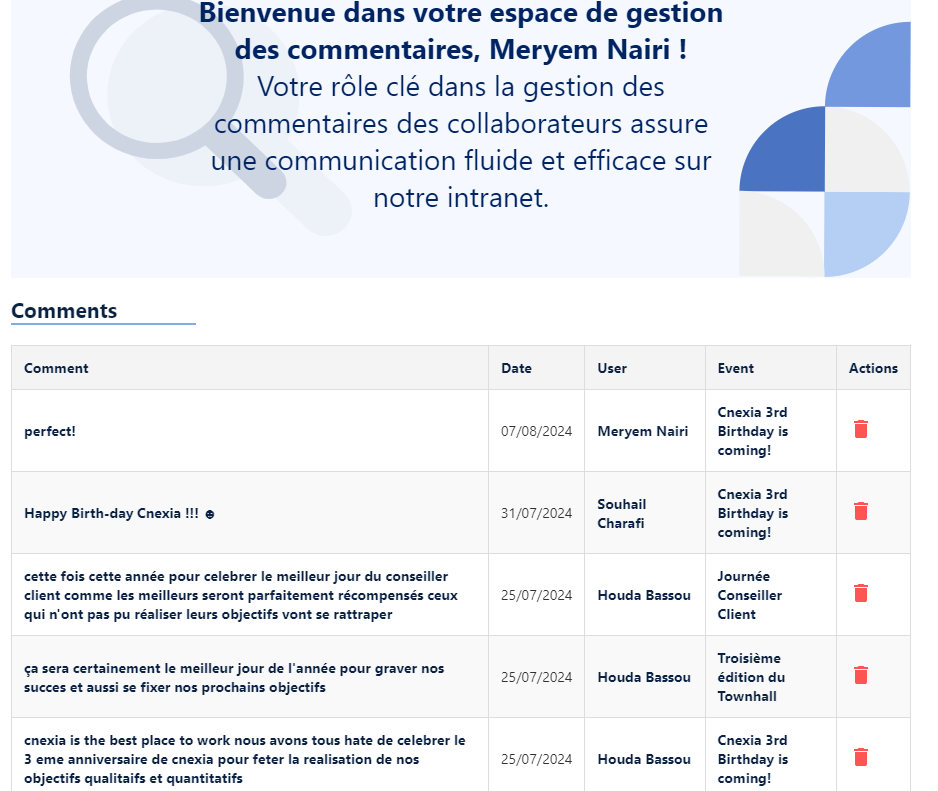 Bienvenue dans votre espace de gestion
des commentaires, Meryem Nairi !
Votre rôle clé dans la gestion des
commentaires des collaborateurs assure
une communication fluide et efficace sur
notre intranet.
Comments
Comment Date User Event Actions
perfect! 07/08/2024 Meryem Nairi Cnexia 3rd
Birthday is
coming!
Happy Birth-day Cnexia !!! ☻ 31/07/2024 Souhail
Charafi Cnexia 3rd
Birthday is
coming!
cette fois cette année pour celebrer le meilleur jour du conseiller
client comme les meilleurs seront parfaitement récompensés ceux
qui n'ont pas pu réaliser leurs objectifs vont se rattraper
25/07/2024 Houda Bassou Journée
Conseiller
Client
ça sera certainement le meilleur jour de l'année pour graver nos
succes et aussi se fixer nos prochains objectifs
25/07/2024 Houda Bassou Troisième
édition du
Townhall
cnexia is the best place to work nous avons tous hate de celebrer le
3 eme anniversaire de cnexia pour feter la realisation de nos
objectifs qualitaifs et quantitatifs
25/07/2024 Houda Bassou Cnexia 3rd
Birthday is
coming!